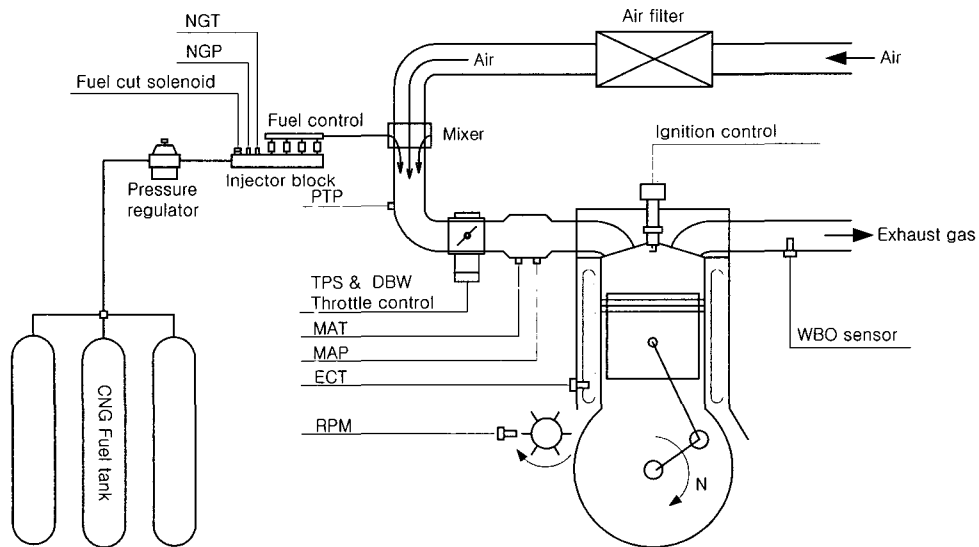 NGT
NGP
Fuel cut solenoid
Fuel control
Injector block
Pressure
regulator
Air filter
Air
Air
Mixer
Ignition control
PTP
Exhaust gas
TPS & DBW
Throttle control
MAT
MAP
ECT
RPM
WBO sensor
CNG Fuel tank
N